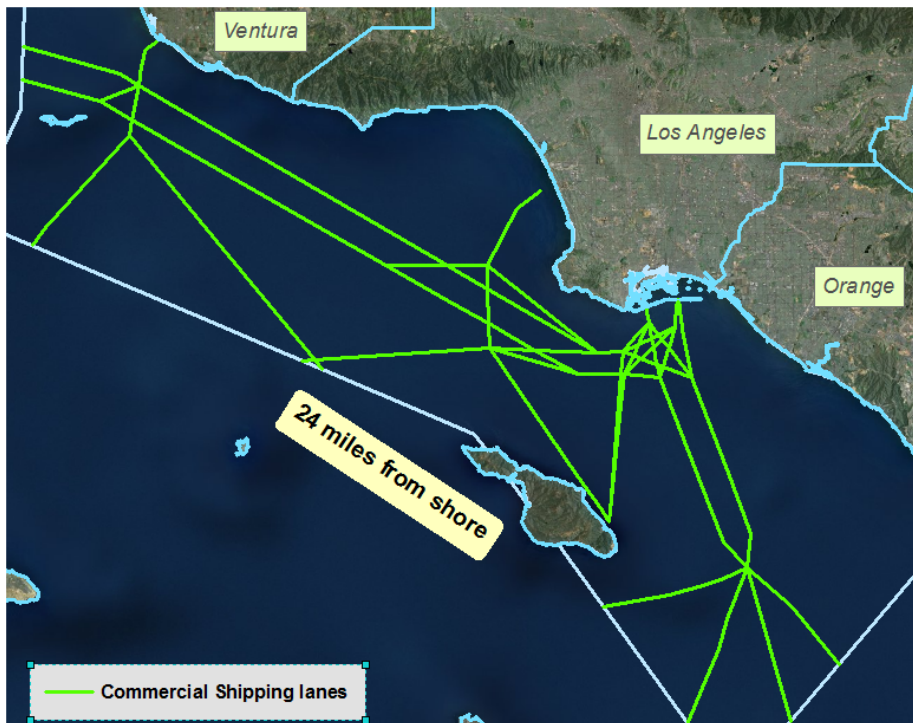 Ventura
Los Angeles
Orange
24 miles from shore
Commercial Shipping lanes